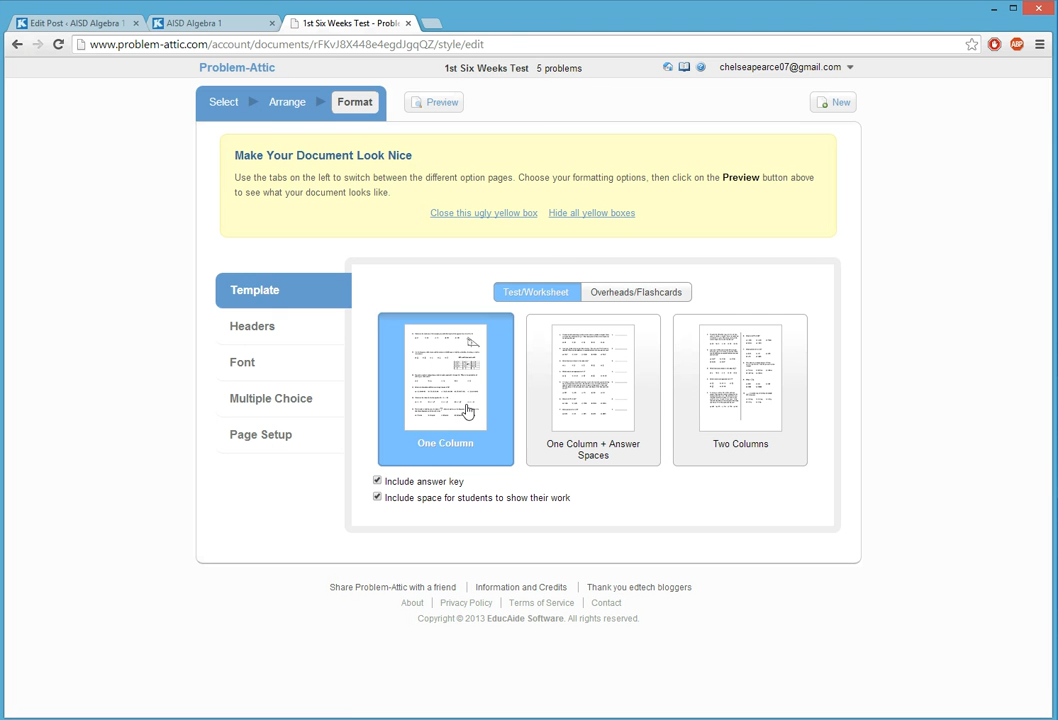 Edit Post ‹ AISD Algebra 1
AISD Algebra 1
1st Six Weeks Test - Proble
www.problem-attic.com/account/documents/rFKvJ8X448e4egdJgqQZ/style/edit
Problem-Attic
1st Six Weeks Test 5 problems
chelseapearce07@gmail.com
Select
Arrange
Format
Preview
New
Make Your Document Look Nice
Use the tabs on the left to switch between the different option pages. Choose your formatting options, then click on the Preview button above
to see what your document looks like.
Close this ugly yellow box Hide all yellow boxes
Template
Headers
Font
Multiple Choice
Page Setup
Test/Worksheet
Overheads/Flashcards
One Column
One Column + Answer
Spaces
Two Columns
Include answer key
Include space for students to show their work
Share Problem-Attic with a friend Information and Credits Thank you edtech bloggers
About Privacy Policy Terms of Service Contact
Copyright © 2013 EducAide Software. All rights reserved.